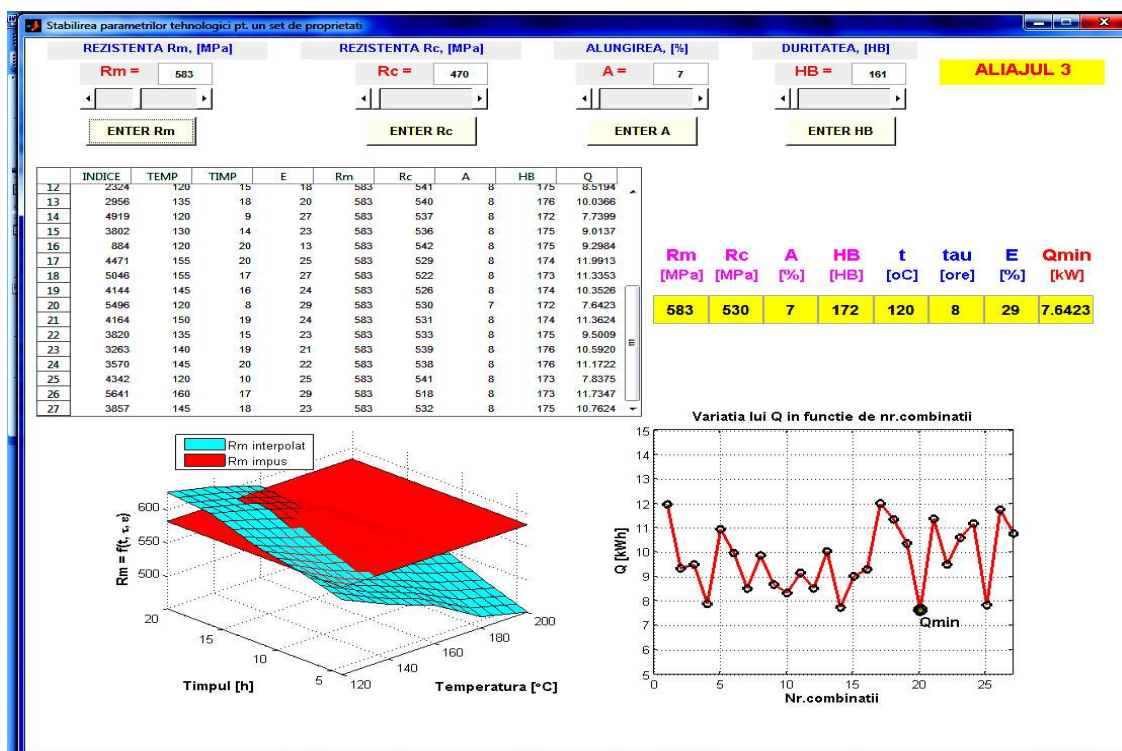 Stabilirea parametrilor tehnologici pt. un set de proprietati
REZISTENTA Rm, [MPa] REZISTENTA Rc, [MPa] ALUNGIREA, [%] DURITATEA, [HB]
Rm = 583 Rc = 470 A = 7 HB = 161 ALIAJUL 3
ENTER Rm ENTER Rc ENTER A ENTER HB
INDICE TEMP TIMP E Rm Rc A HB Q
12 2324 120 15 18 583 541 8 175 8.5194
13 2956 135 18 20 583 540 8 176 10.0366
14 4919 120 9 27 583 537 8 172 7.7399
15 3802 130 14 23 583 536 8 175 9.0137
16 884 120 20 13 583 542 8 175 9.2984
17 4471 155 20 25 583 529 8 174 11.9913
18 5046 155 17 27 583 522 8 173 11.3353
19 4144 145 16 24 583 526 8 174 10.3526
20 5496 120 8 29 583 530 7 172 7.6423
21 4164 150 19 24 583 531 8 174 11.3624
22 3820 135 15 23 583 533 8 175 9.5009
23 3263 140 19 21 583 539 8 176 10.5920
24 3570 145 20 22 583 538 8 176 11.1722
25 4342 120 10 25 583 541 8 173 7.8375
26 5641 160 17 29 583 518 8 173 11.7347
27 3857 145 18 23 583 532 8 175 10.7624
Rm Rc A HB t tau E Qmin
[MPa] [MPa] [%] [HB] [oC] [ore] [%] [kW]
583 530 7 172 120 8 29 7.6423
Rm interpolat
Rm impus
Rm = f(t, τ, ε)
600
550
500
20
15
10
5
120
140
160
180
200
Timpul [h] Temperatura [°C]
Variatia lui Q in functie de nr.combinatii
Q [kWh]
15
14
13
12
11
10
9
8
7
6
5
Qmin
0 5 10 15 20 25
Nr.combinatii